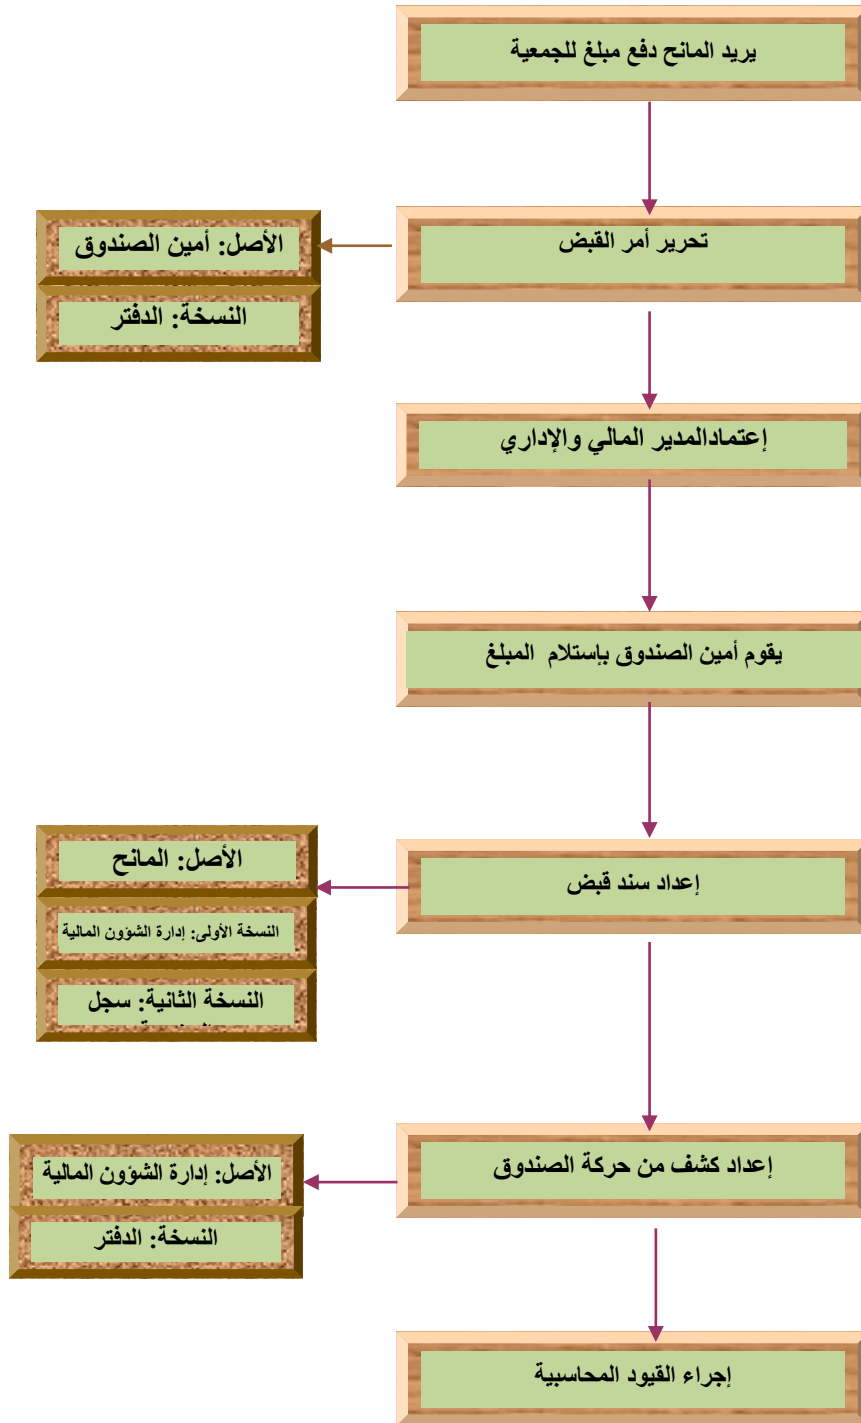 يريد المانح دفع مبلغ للجمعية
تحرير أمر القبض
الأصل: أمين الصندوق
النسخة: الدفتر
إعتمادالمدير المالي والإداري
يقوم أمين الصندوق بإستلام المبلغ
إعداد سند قبض
الأصل: المانح
النسخة الأولى: إدارة الشؤون المالية
النسخة الثانية: سجل
إعداد كشف من حركة الصندوق
الأصل: إدارة الشؤون المالية
النسخة: الدفتر
إجراء القيود المحاسبية